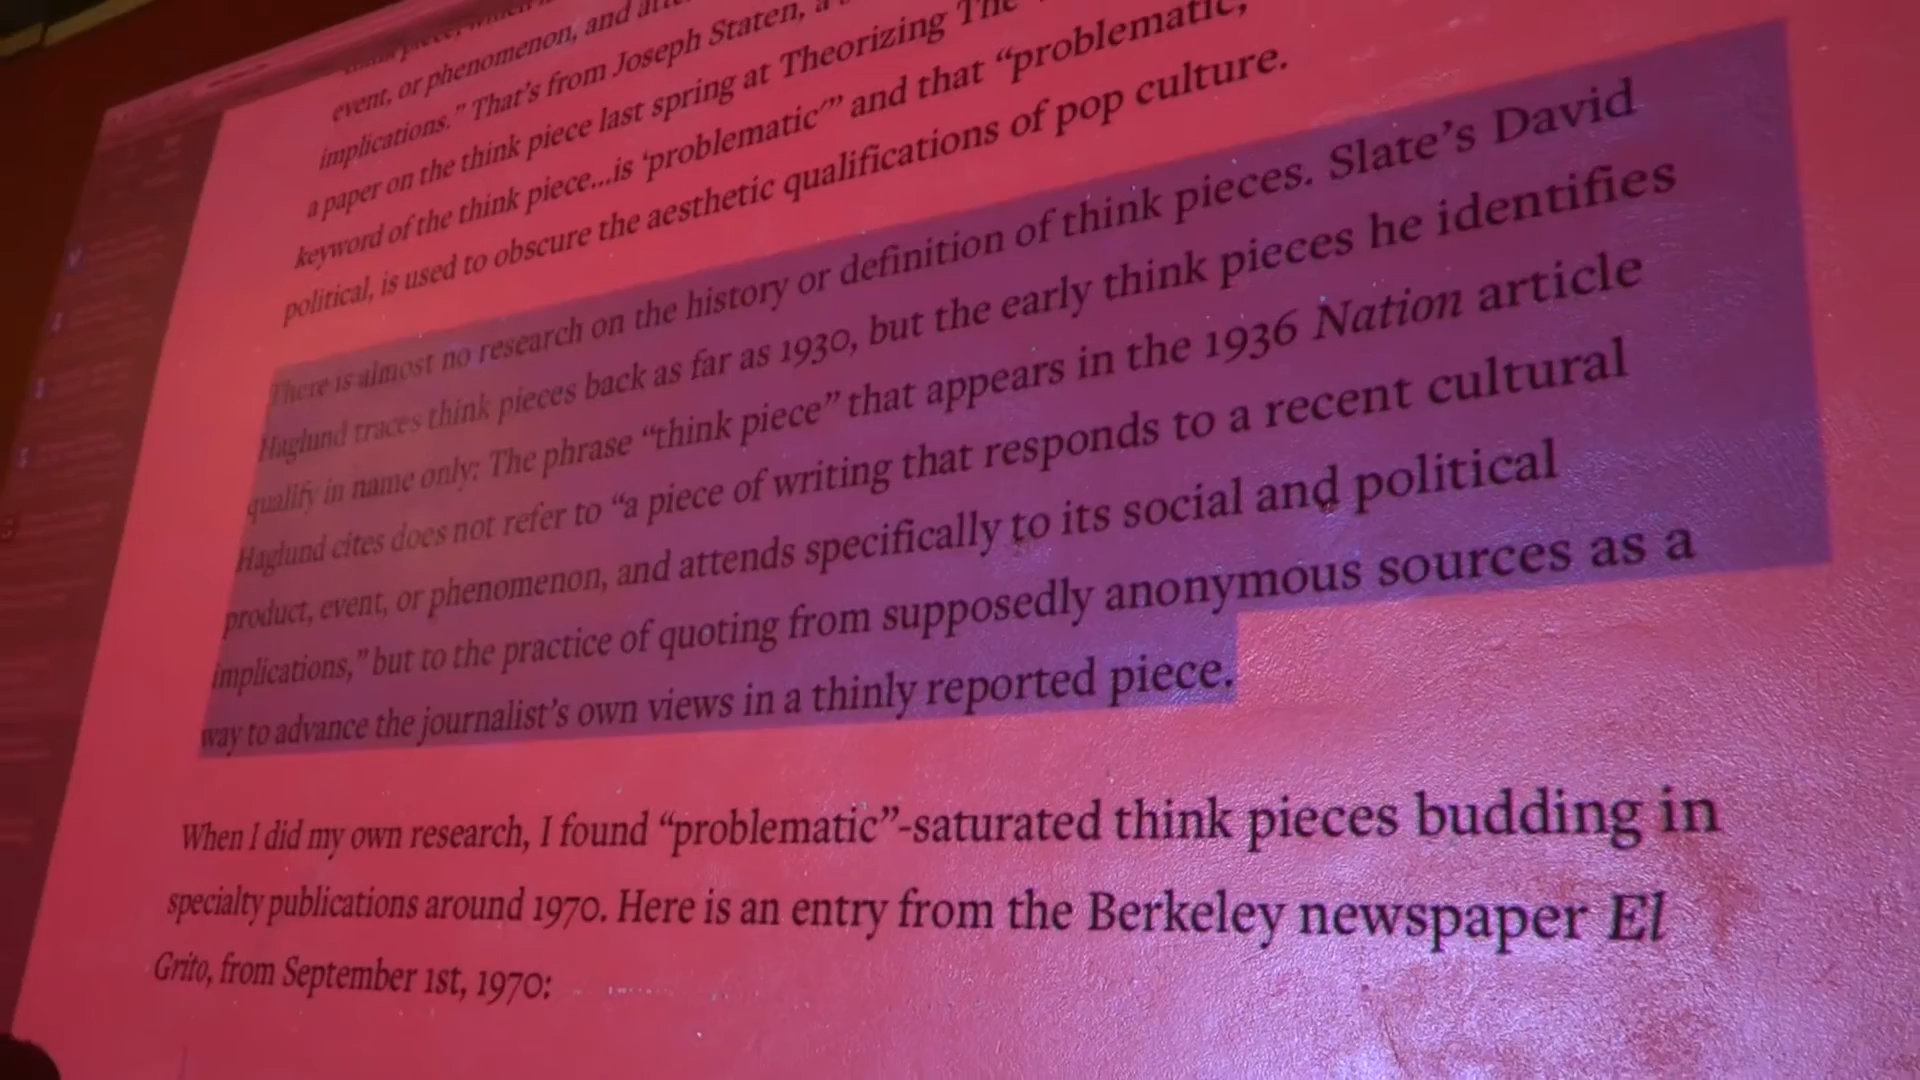 event, or phenomenon, and
implications." That's from Joseph Staten,
a paper on the think piece last spring at Theorizing The
keyword of the think piece...is 'problematic'" and that "problematic,
political, is used to obscure the aesthetic qualifications of pop culture.
There is almost no research on the history or definition of think pieces. Slate's David
Haglund traces think pieces back as far as 1930, but the early think pieces he identifies
qualify in name only: The phrase "think piece" that appears in the 1936 Nation article
Haglund cites does not refer to "a piece of writing that responds to a recent cultural
product, event, or phenomenon, and attends specifically to its social and political
implications," but to the practice of quoting from supposedly anonymous sources as a
way to advance the journalist's own views in a thinly reported piece.
When I did my own research, I found "problematic"-saturated think pieces budding in
specialty publications around 1970. Here is an entry from the Berkeley newspaper El
Grito, from September 1st, 1970: